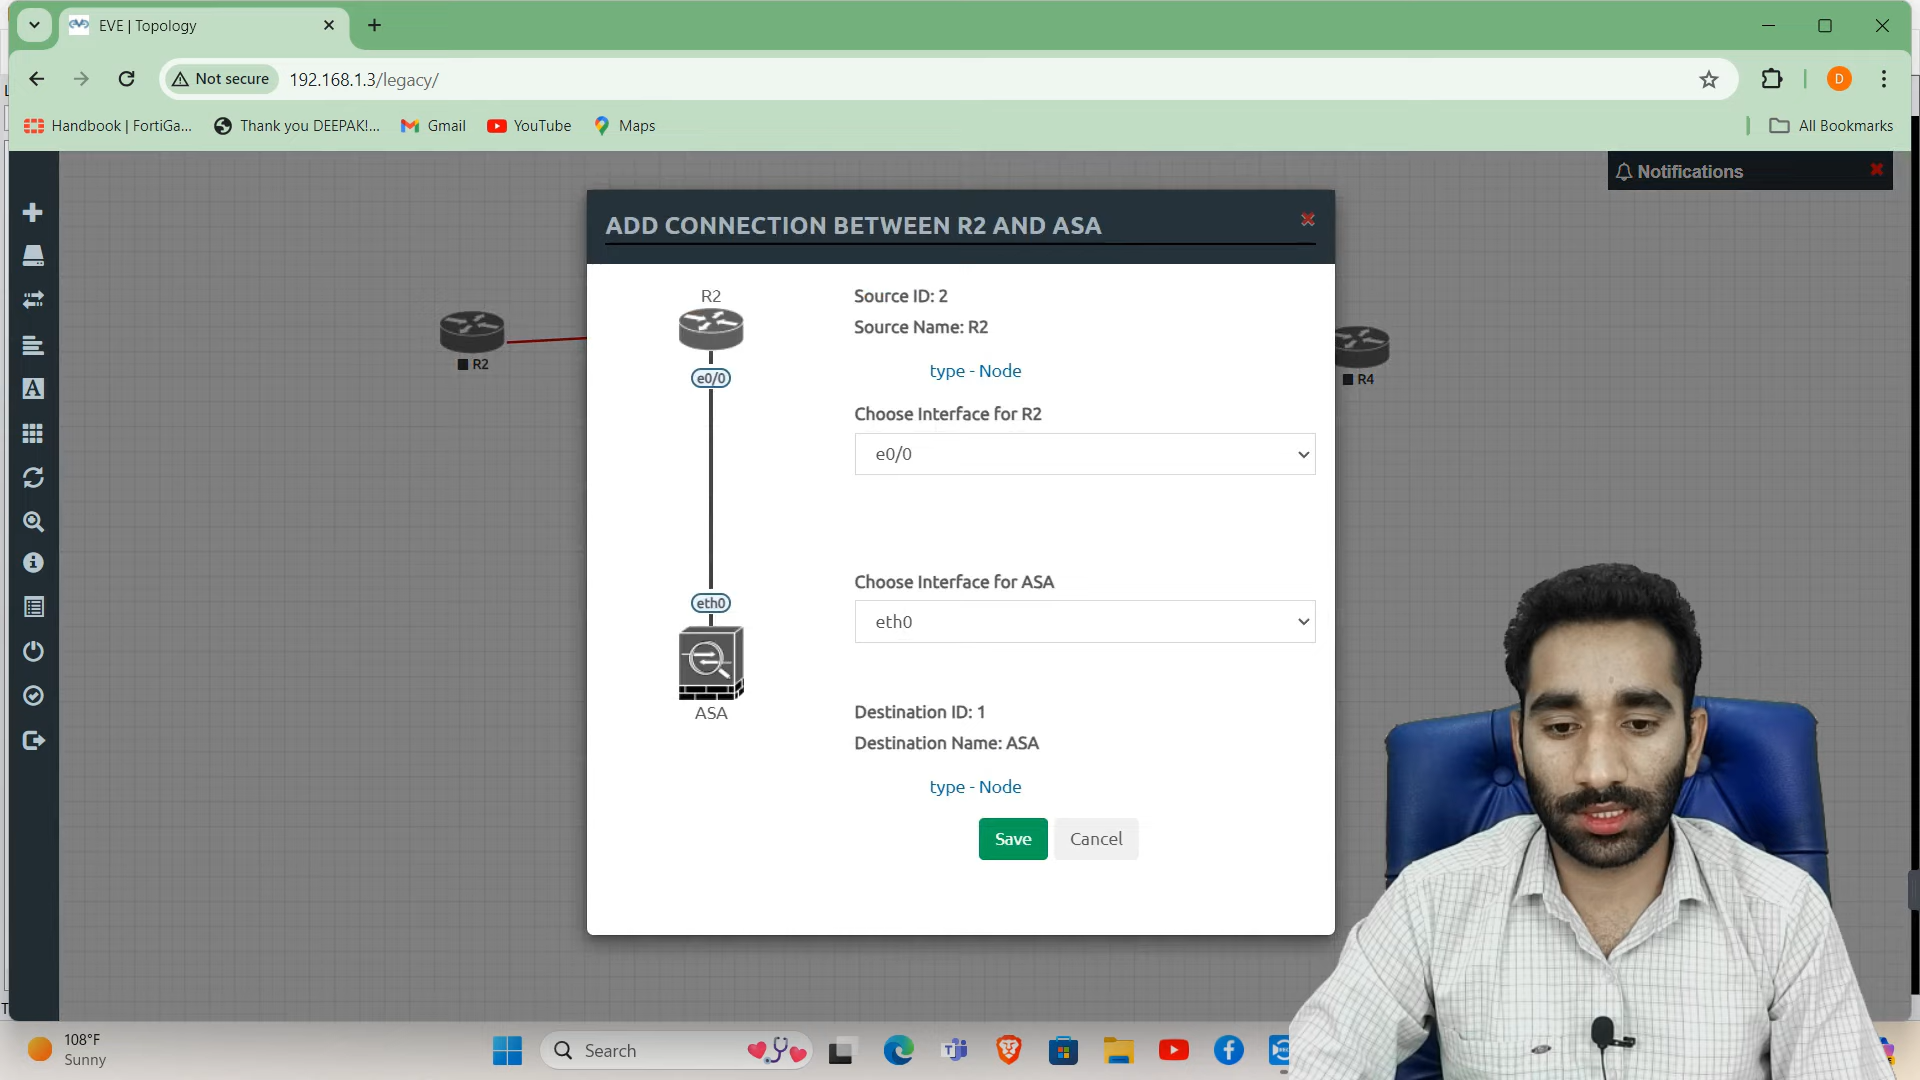 EVE | Topology
Not secure
192.168.1.3/legacy/
D
Handbook | FortiGa...
Thank you DEEPAK!...
Gmail
YouTube
Maps
All Bookmarks
Notifications
ADD CONNECTION BETWEEN R2 AND ASA
R2
e0/0
eth0
ASA
Source ID: 2
Source Name: R2
type - Node
Choose Interface for R2
e0/0
Choose Interface for ASA
eth0
Destination ID: 1
Destination Name: ASA
type - Node
Save
Cancel
R2
R4
108°F
Sunny
Search